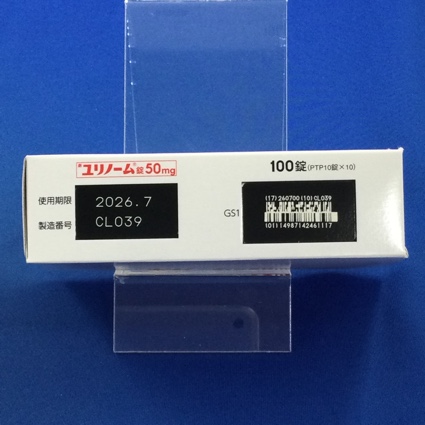 ユリノーム®錠50mg
100錠(PTP10錠×10)
使用期限 2026.7
製造番号 CL039
GS1
(17)260700(10)CL039
(01)14987142461117